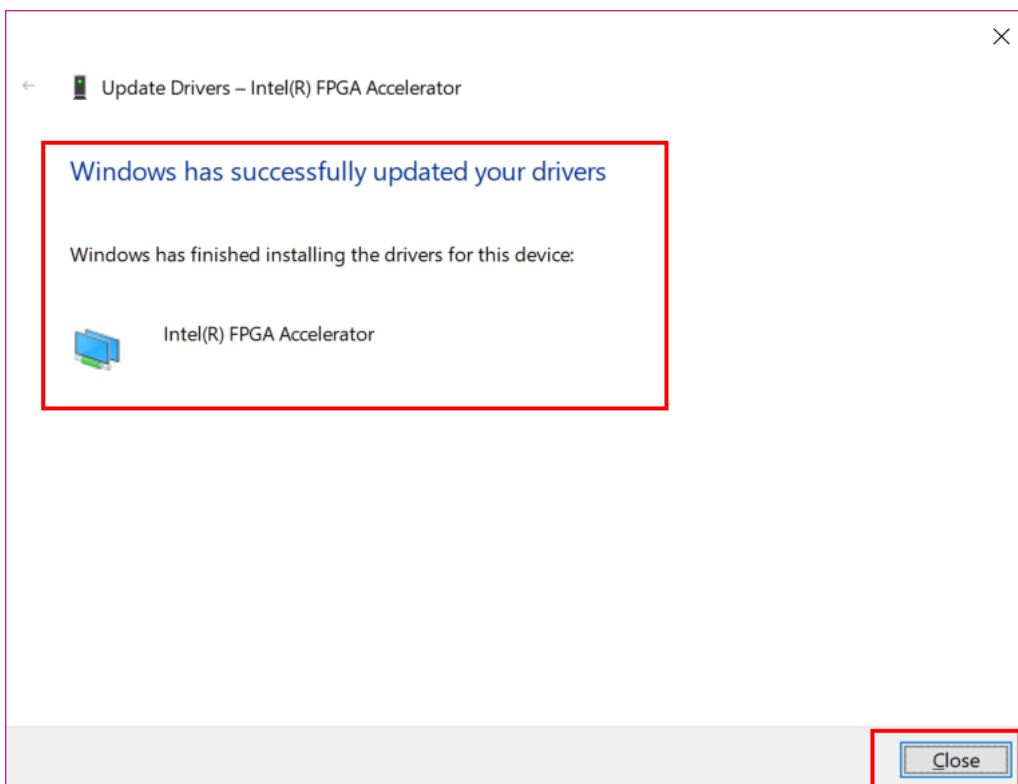 Update Drivers – Intel(R) FPGA Accelerator
Windows has successfully updated your drivers
Windows has finished installing the drivers for this device:
Intel(R) FPGA Accelerator
Close